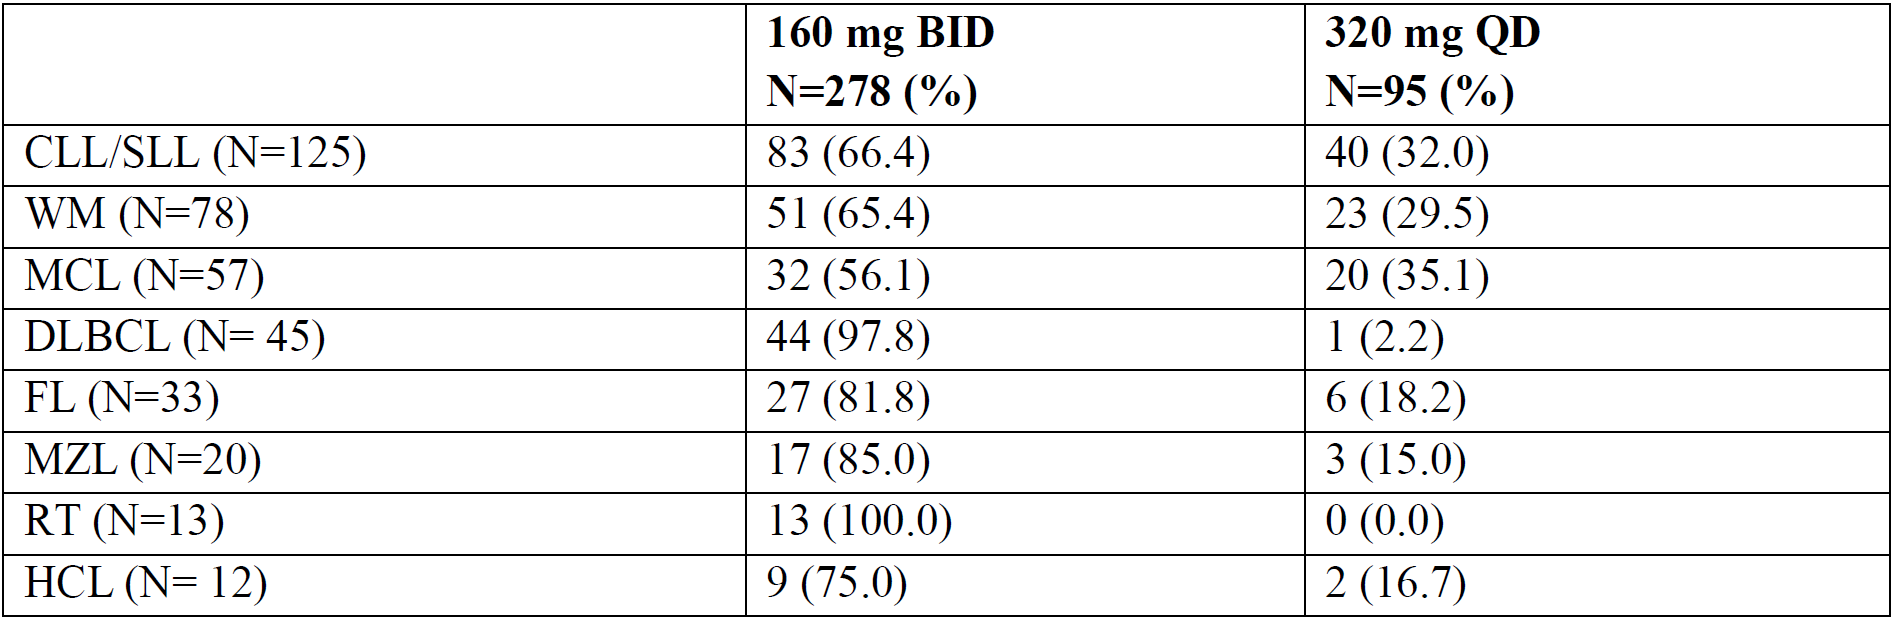 160 mg BID 320 mg QD
N=278 (%) N=95 (%)
CLL/SLL (N=125) 83 (66.4) 40 (32.0)
WM (N=78) 51 (65.4) 23 (29.5)
MCL (N=57) 32 (56.1) 20 (35.1)
DLBCL (N= 45) 44 (97.8) 1 (2.2)
FL (N=33) 27 (81.8) 6 (18.2)
MZL (N=20) 17 (85.0) 3 (15.0)
RT (N=13) 13 (100.0) 0 (0.0)
HCL (N= 12) 9 (75.0) 2 (16.7)